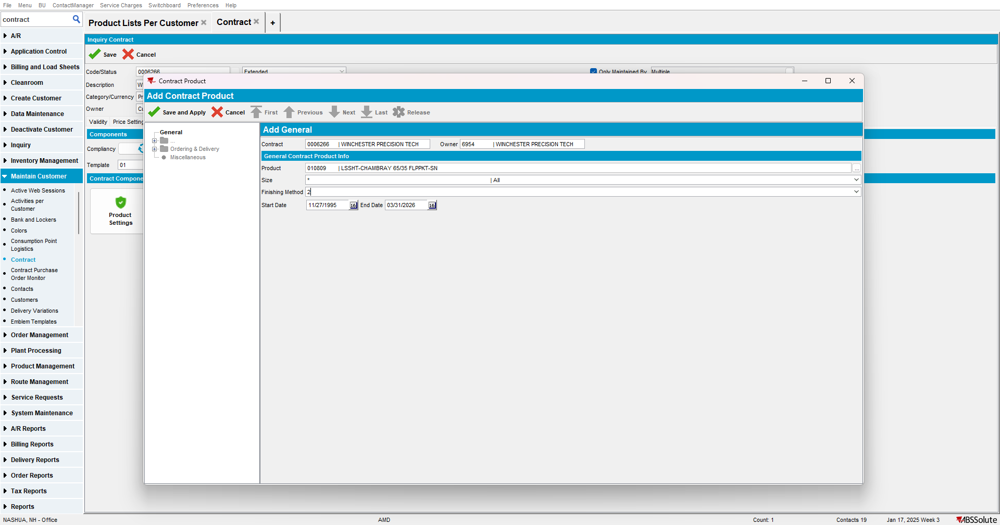 File Menu BU ContactManager Service Charges Switchboard Preferences Help
contract
Product Lists Per Customer
Contract
+
A/R
Application Control
Billing and Load Sheets
Cleanroom
Create Customer
Data Maintenance
Deactivate Customer
Inquiry
Inventory Management
Maintain Customer
Active Web Sessions
Activities per
Customer
Bank and Lockers
Colors
Consumption Point
Logistics
Contract
Contract Purchase
Order Monitor
Contacts
Customers
Delivery Variations
Emblem Templates
Order Management
Plant Processing
Product Management
Route Management
Service Requests
System Maintenance
A/R Reports
Billing Reports
Delivery Reports
Order Reports
Tax Reports
Reports
Inquiry Contract
Save Cancel
Code/Status 0006266 Extended Only Maintained By Multiple
Description W
Category/Currency Pr
Owner Cu
Validity Price Setting
Components
Compliancy
Template 01
Contract Compone
Product
Settings
Contract Product
Add Contract Product
Save and Apply Cancel First Previous Next Last Release
General
...
Ordering & Delivery
Miscellaneous
Add General
Contract 0006266 | WINCHESTER PRECISION TECH Owner 6954 | WINCHESTER PRECISION TECH
General Contract Product Info
Product 010809 | LSSHT-CHAMBRAY 65/35 FLPPKT-SN ...
Size * | All
Finishing Method 2
Start Date 11/27/1995 16 End Date 03/31/2026 16
NASHUA, NH - Office AMD Count: 1 Contacts 19 Jan 17, 2025 Week 3 ABSSolute